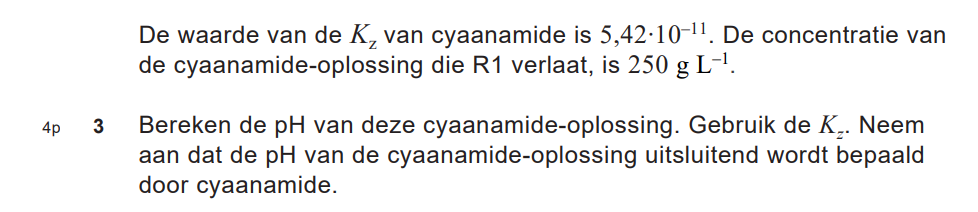 De waarde van de K_z van cyaanamide is 5,42·10⁻¹¹. De concentratie van
de cyaanamide-oplossing die R1 verlaat, is 250 g L⁻¹.
4p 3 Bereken de pH van deze cyaanamide-oplossing. Gebruik de K_z. Neem
aan dat de pH van de cyaanamide-oplossing uitsluitend wordt bepaald
door cyaanamide.